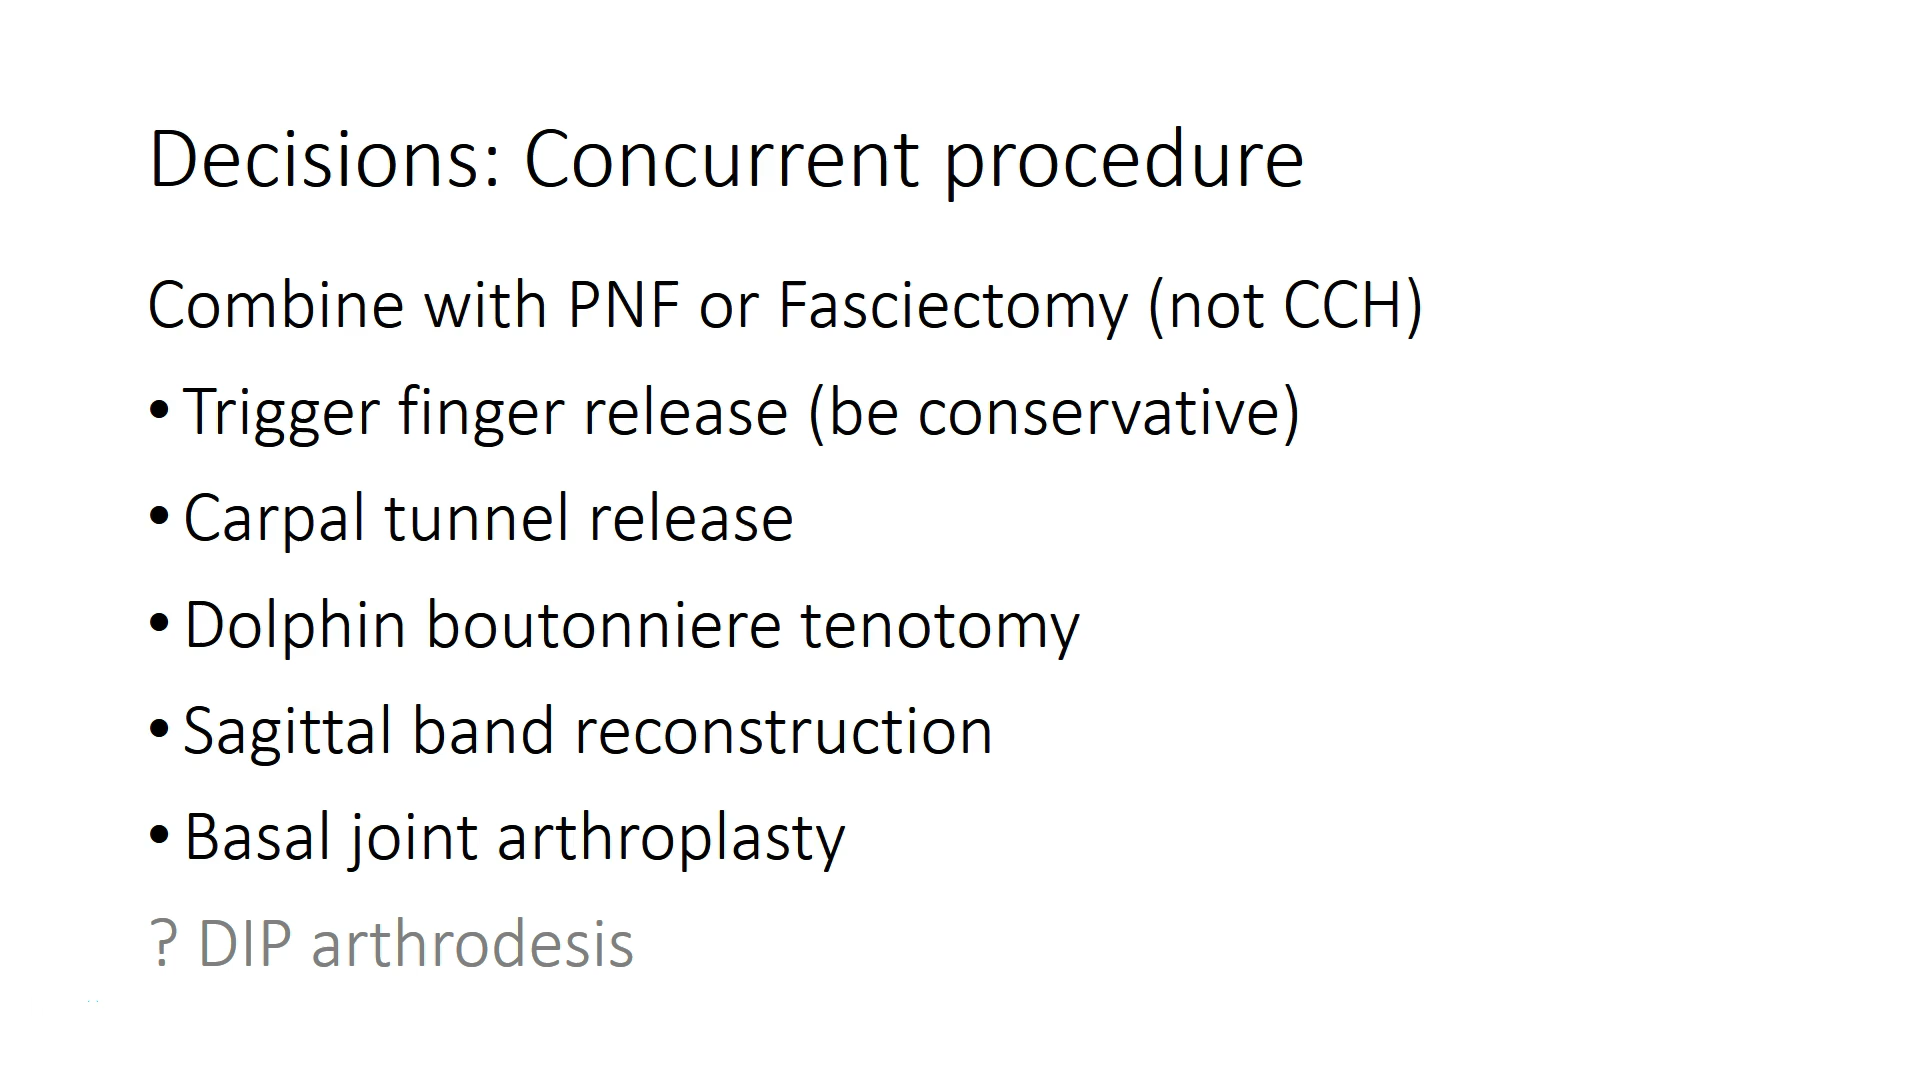 Decisions: Concurrent procedure
Combine with PNF or Fasciectomy (not CCH)
• Trigger finger release (be conservative)
• Carpal tunnel release
• Dolphin boutonniere tenotomy
• Sagittal band reconstruction
• Basal joint arthroplasty
? DIP arthrodesis